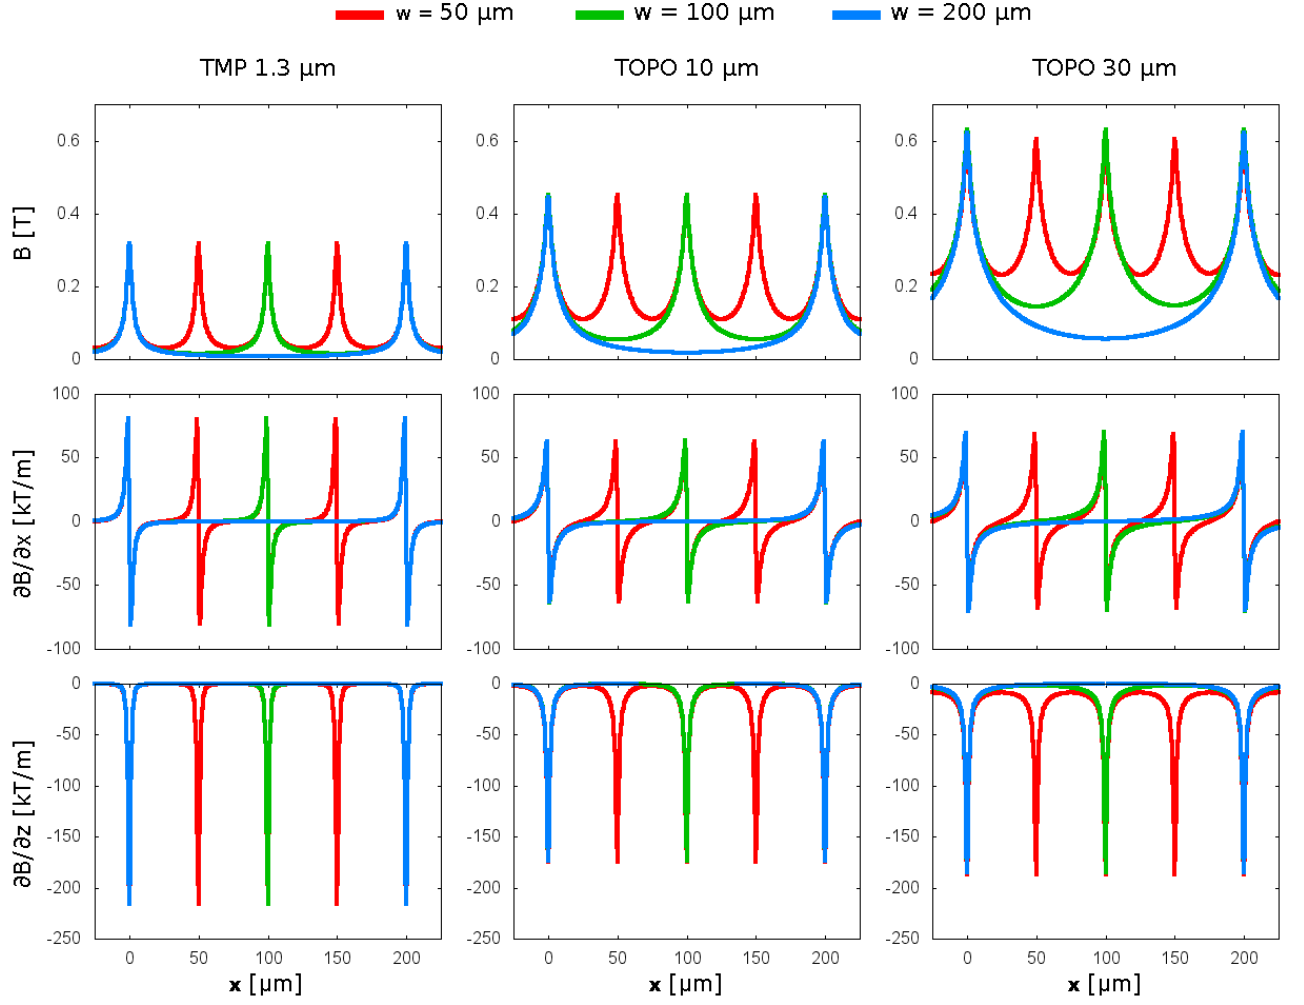 w = 50 µm w = 100 µm w = 200 µm
TMP 1.3 µm TOPO 10 µm TOPO 30 µm
B [T]
0.6 0.6 0.6
0.4 0.4 0.4
0.2 0.2 0.2
0 0 0
∂B/∂x [kT/m]
100 100 100
50 50 50
0 0 0
-50 -50 -50
-100 -100 -100
∂B/∂z [kT/m]
0 0 0
-50 -50 -50
-100 -100 -100
-150 -150 -150
-200 -200 -200
-250 -250 -250
0 50 100 150 200 0 50 100 150 200 0 50 100 150 200
x [µm] x [µm] x [µm]